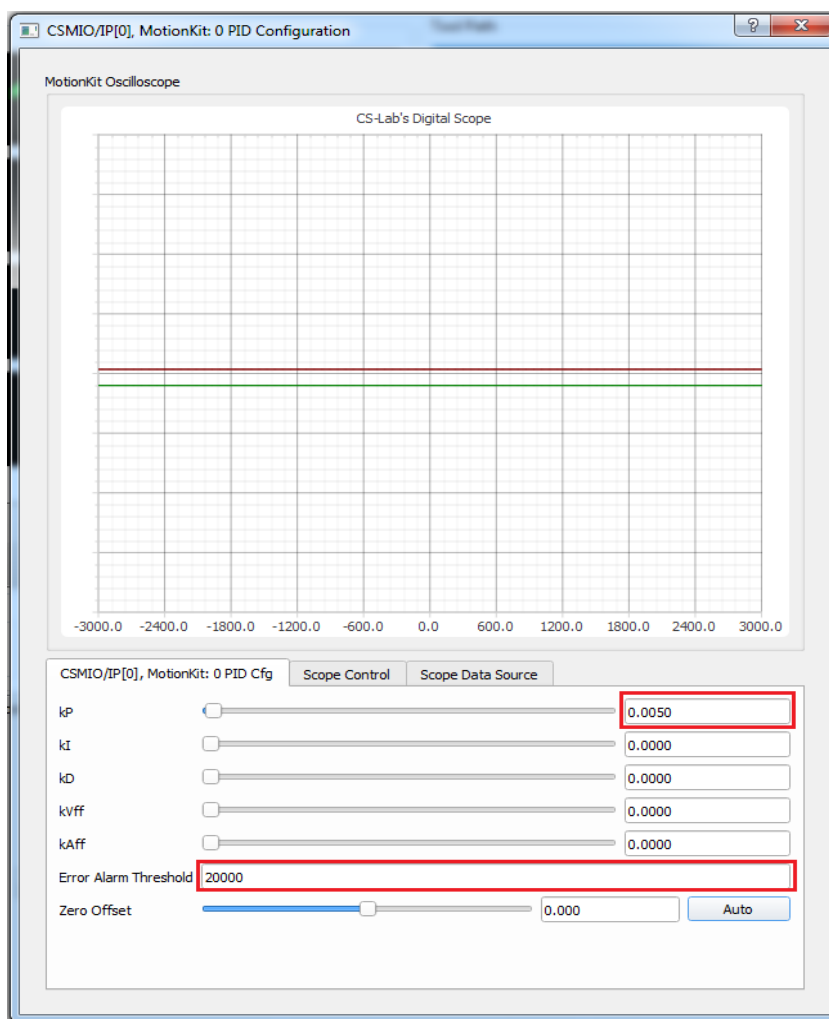 CSMIO/IP[0], MotionKit: 0 PID Configuration
Tool Path
?
MotionKit Oscilloscope
CS-Lab's Digital Scope
-3000.0 -2400.0 -1800.0 -1200.0 -600.0 0.0 600.0 1200.0 1800.0 2400.0 3000.0
CSMIO/IP[0], MotionKit: 0 PID Cfg Scope Control Scope Data Source
kP 0.0050
kI 0.0000
kD 0.0000
kVff 0.0000
kAff 0.0000
Error Alarm Threshold 20000
Zero Offset 0.000 Auto